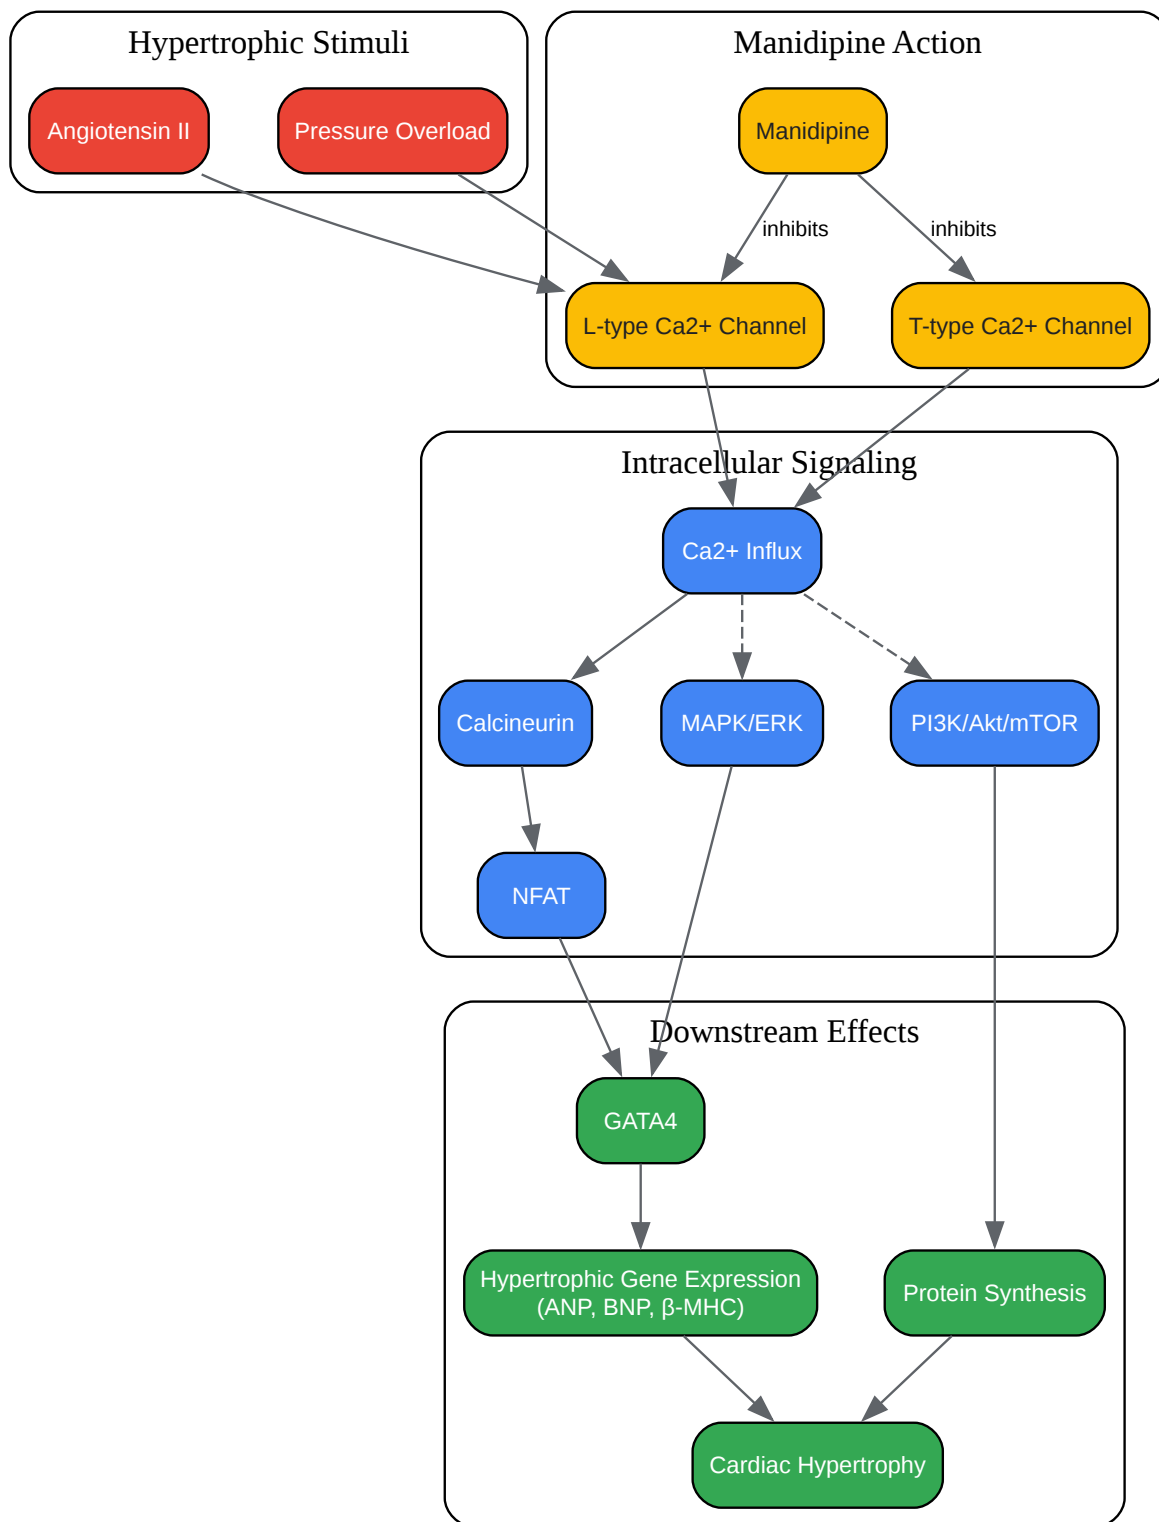 Hypertrophic Stimuli
Manidipine Action
Angiotensin II
Pressure Overload
Manidipine
inhibits
inhibits
L-type Ca2+ Channel
T-type Ca2+ Channel
Intracellular Signaling
Ca2+ Influx
Calcineurin
MAPK/ERK
PI3K/Akt/mTOR
NFAT
Downstream Effects
GATA4
Hypertrophic Gene Expression
(ANP, BNP, β-MHC)
Protein Synthesis
Cardiac Hypertrophy